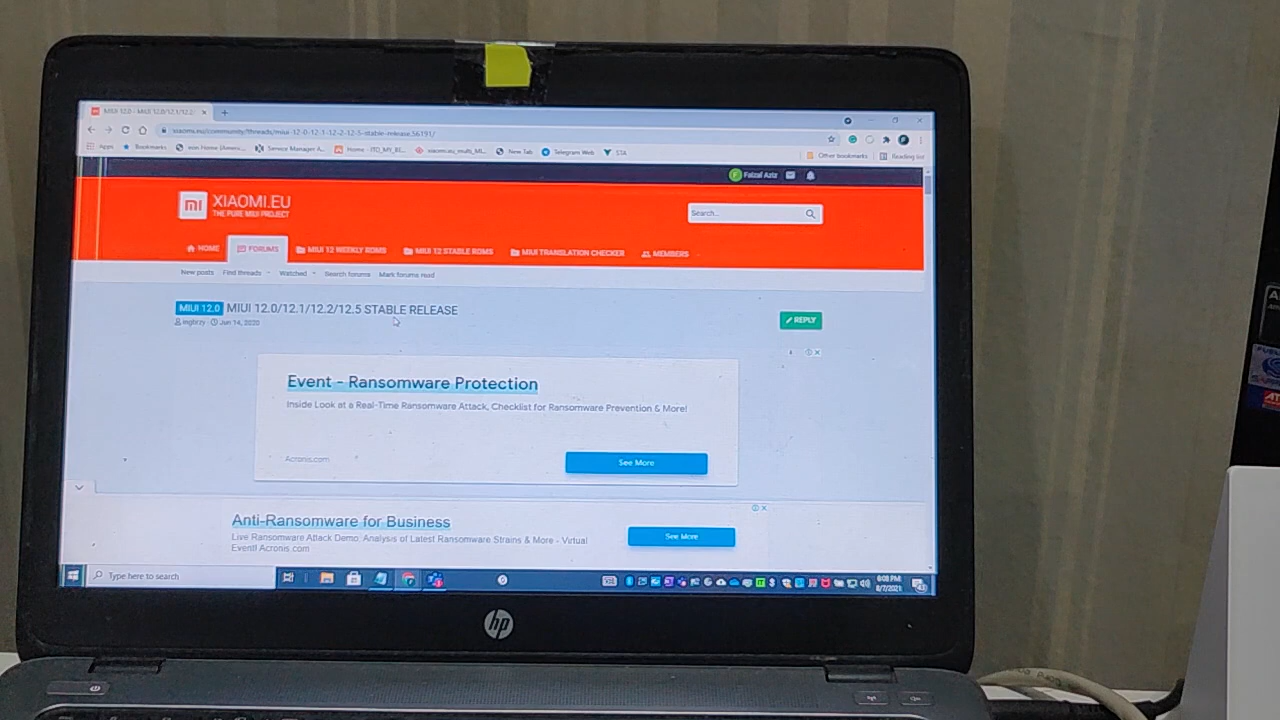 MIUI 12.0 - MIUI 12.0/12.1/12.2/
xiaomi.eu/community/threads/miui-12-0-12-1-12-2-12-5-stable-release.56191/
Apps Bookmarks Service Manager A... Home - ITO_MY_BE... xiaomi.eu_multi_MI... New Tab Telegram Web STA Other bookmarks Reading list
F Faizal Aziz
mi XIAOMI.EU
THE PURE MIUI PROJECT
Search...
HOME FORUMS MIUI 12 WEEKLY ROMS MIUI 12 STABLE ROMS MIUI TRANSLATION CHECKER MEMBERS
New posts Find threads Watched Search forums Mark forums read
MIUI 12.0 MIUI 12.0/12.1/12.2/12.5 STABLE RELEASE
ingbrzy · Jun 14, 2020
REPLY
Event - Ransomware Protection
Inside Look at a Real-Time Ransomware Attack, Checklist for Ransomware Prevention & More!
Acronis.com
See More
Anti-Ransomware for Business
Live Ransomware Attack Demo, Analysis of Latest Ransomware Strains & More - Virtual
Event! Acronis.com
See More
Type here to search
6:08 PM
8/7/2021
hp